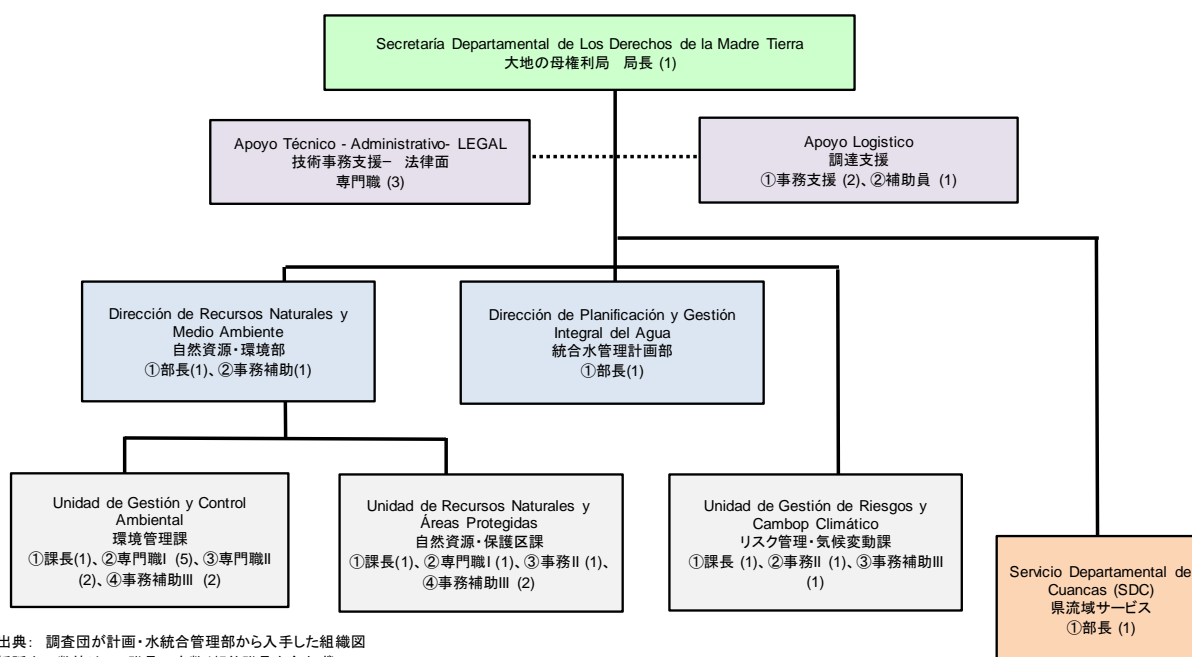 Secretaría Departamental de Los Derechos de la Madre Tierra
大地の母権利局 局長 (1)
Apoyo Técnico - Administrativo- LEGAL
技術事務支援− 法律面
専門職 (3)
Apoyo Logistico
調達支援
①事務支援 (2)、②補助員 (1)
Dirección de Recursos Naturales y
Medio Ambiente
自然資源・環境部
①部長(1)、②事務補助(1)
Dirección de Planificación y Gestión
Integral del Agua
統合水管理計画部
①部長(1)
Unidad de Gestión y Control
Ambiental
環境管理課
①課長(1)、②専門職I (5)、③専門職II
(2)、④事務補助III (2)
Unidad de Recursos Naturales y
Áreas Protegidas
自然資源・保護区課
①課長(1)、②専門職I (1)、③事務II (1)、
④事務補助III (2)
Unidad de Gestión de Riesgos y
Cambop Climático
リスク管理・気候変動課
①課長 (1)、②事務II (1)、③事務補助III
(1)
Servicio Departamental de
Cuancas (SDC)
県流域サービス
①部長 (1)
出典: 調査団が計画・水統合管理部から入手した組織図